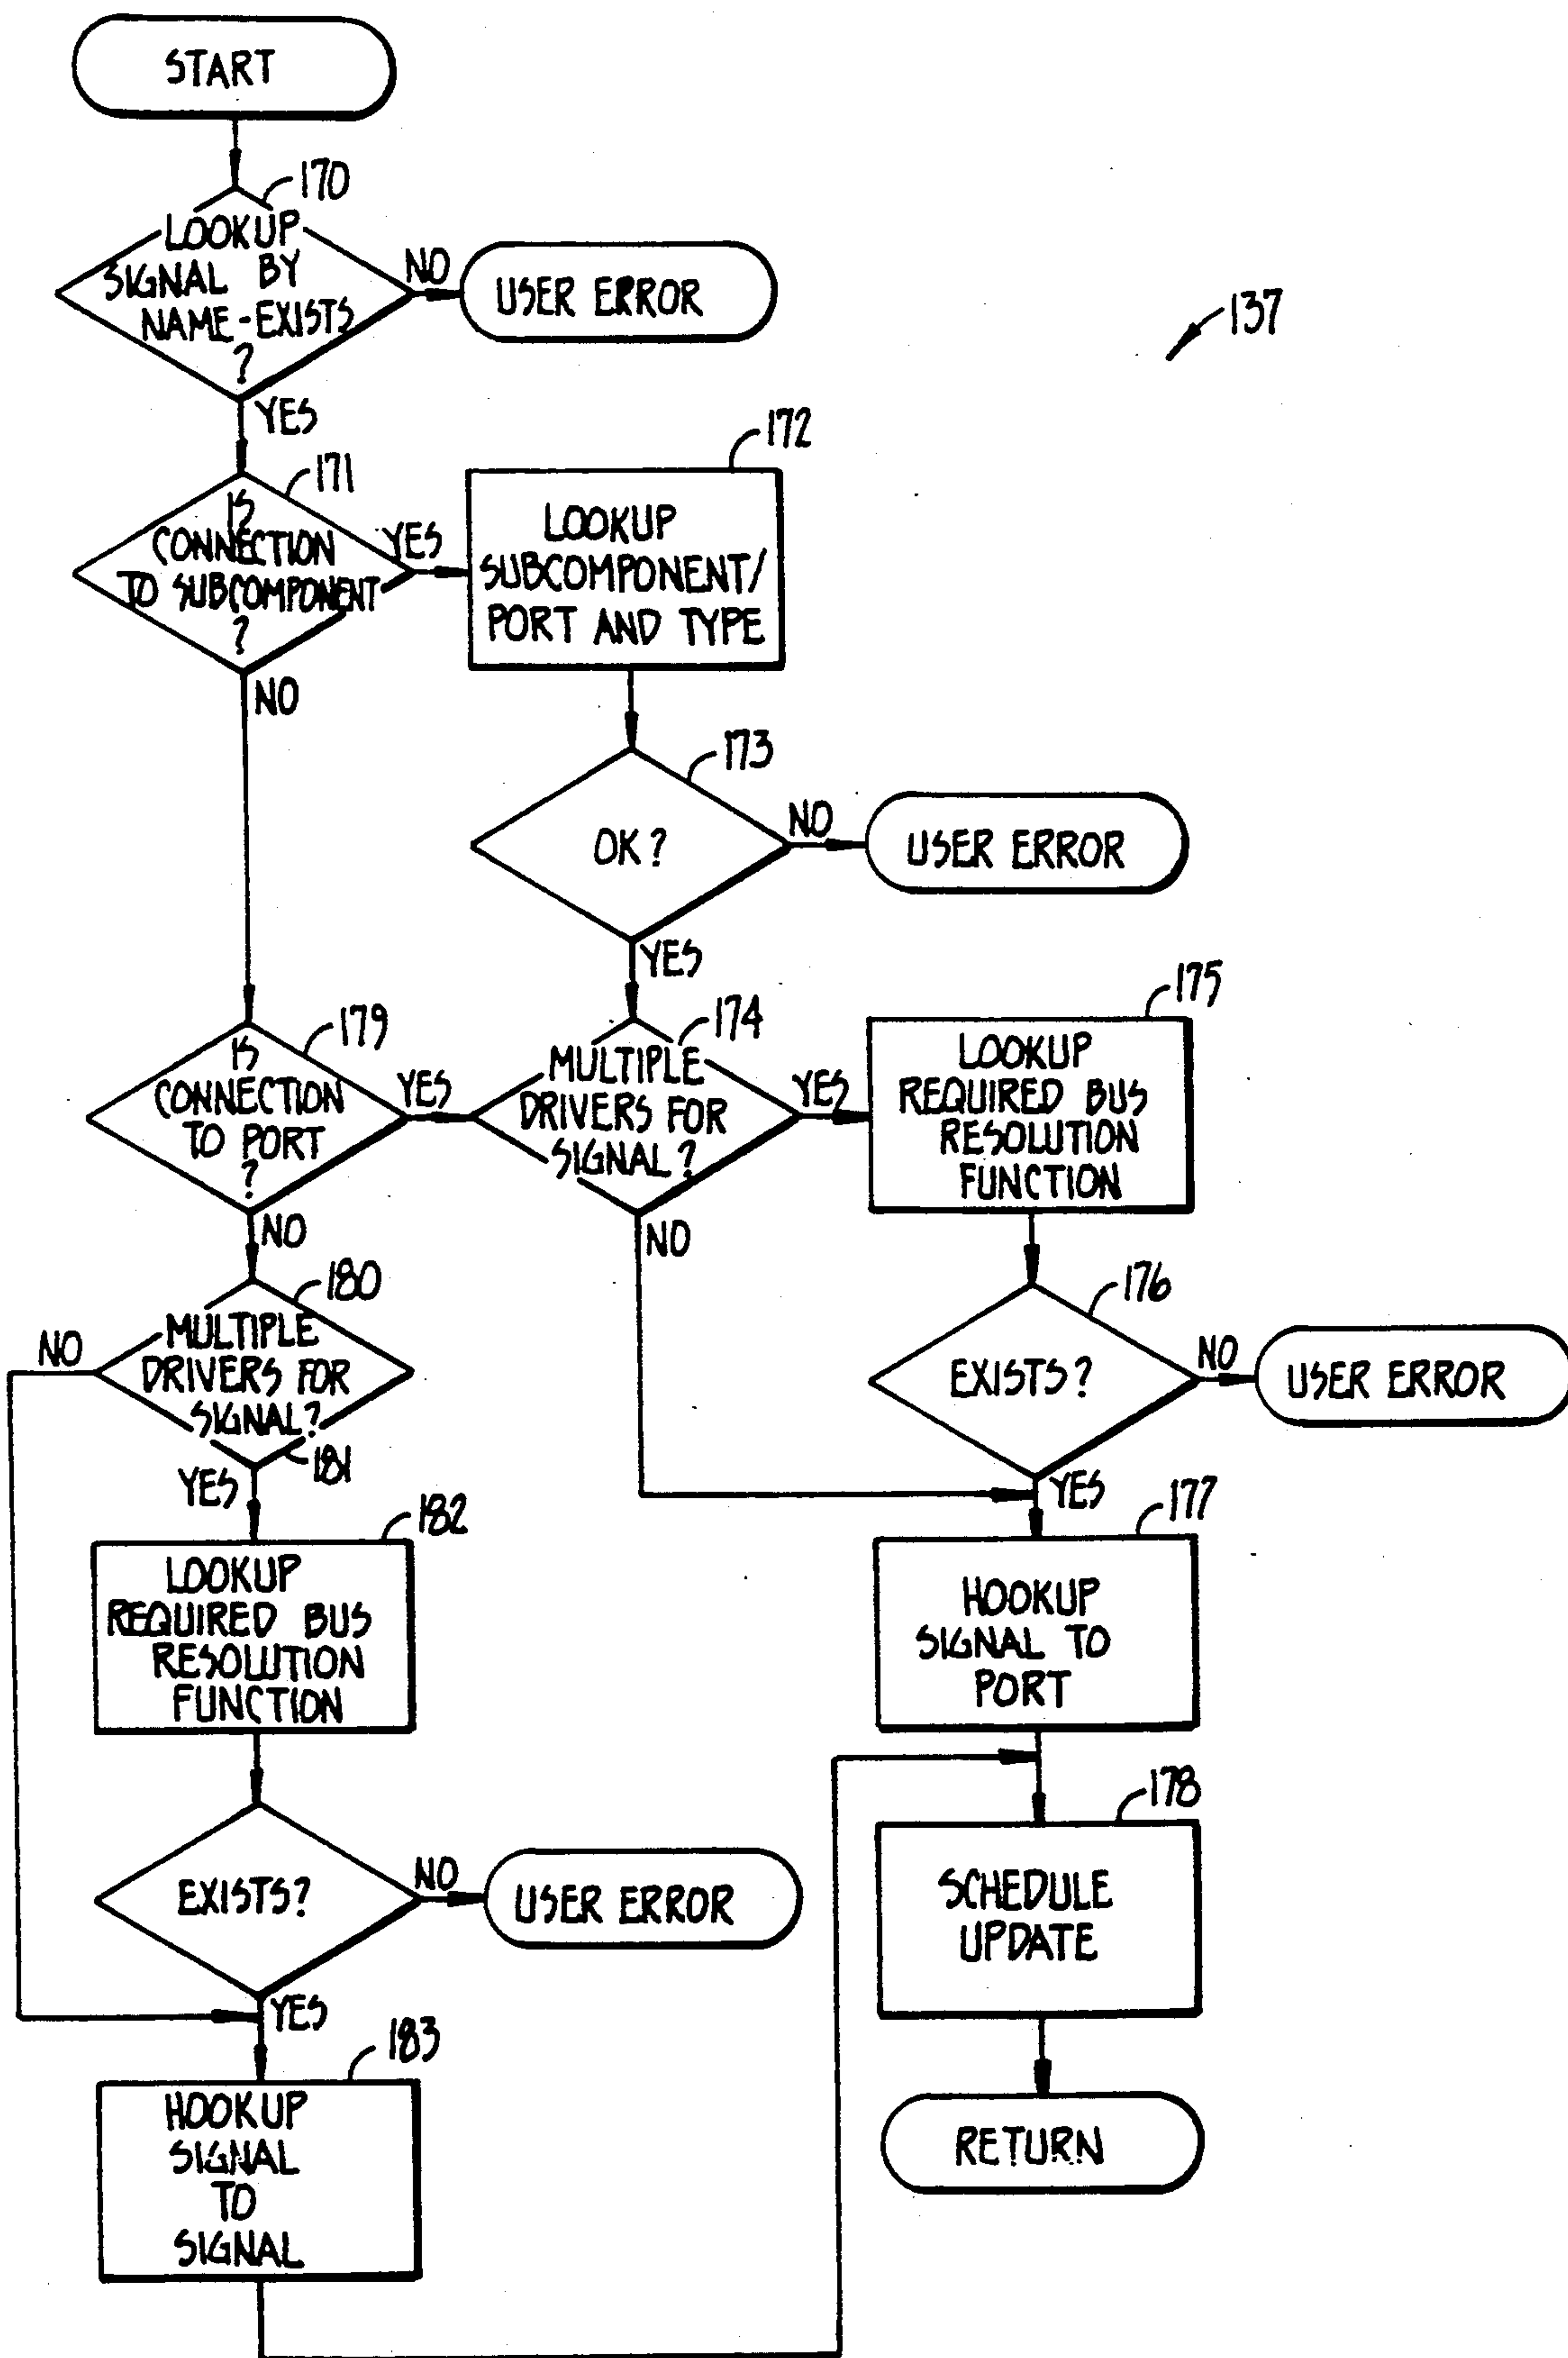 START
170
LOOKUP
SIGNAL BY
NAME-EXISTS
?
NO
USER ERROR
137
YES
171
IS
CONNECTION
TO SUBCOMPONENT
?
YES
172
LOOKUP
SUBCOMPONENT/
PORT AND TYPE
NO
173
OK?
NO
USER ERROR
YES
179
IS
CONNECTION
TO PORT
?
YES
174
MULTIPLE
DRIVERS FOR
SIGNAL?
YES
175
LOOKUP
REQUIRED BUS
RESOLUTION
FUNCTION
NO
NO
180
MULTIPLE
DRIVERS FOR
SIGNAL?
NO
181
YES
176
EXISTS?
NO
USER ERROR
YES
177
HOOKUP
SIGNAL TO
PORT
182
LOOKUP
REQUIRED BUS
RESOLUTION
FUNCTION
178
SCHEDULE
UPDATE
EXISTS?
NO
USER ERROR
YES
183
HOOKUP
SIGNAL
TO
SIGNAL
RETURN